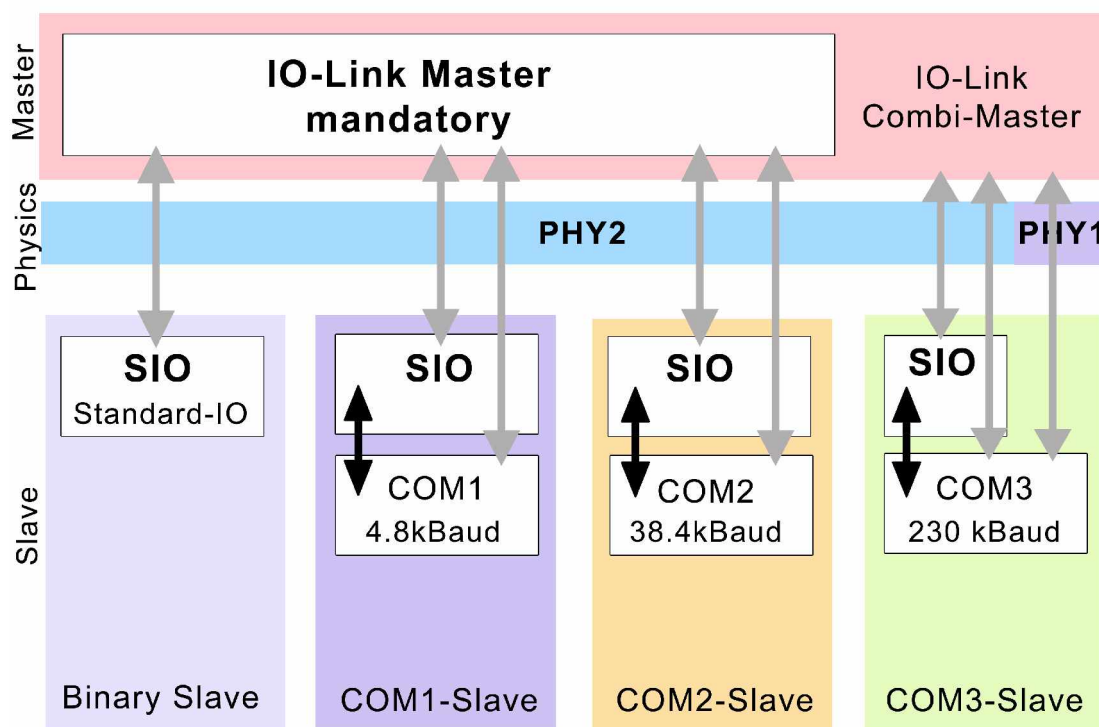 Master
IO-Link Master
mandatory
IO-Link
Combi-Master
Physics
PHY2
PHY1
Slave
SIO
Standard-IO
SIO
SIO
SIO
COM1
4.8kBaud
COM2
38.4kBaud
COM3
230 kBaud
Binary Slave
COM1-Slave
COM2-Slave
COM3-Slave